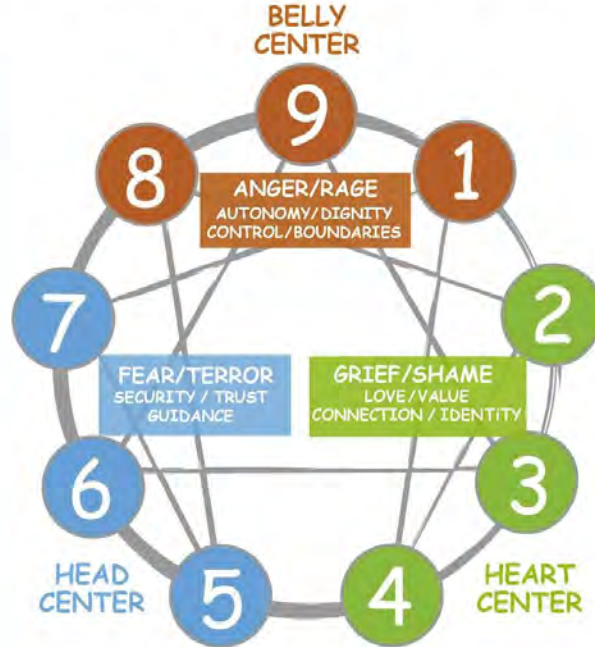 BELLY
CENTER
9
8
1
ANGER/RAGE
AUTONOMY/DIGNITY
CONTROL/BOUNDARIES
7
2
FEAR/TERROR
SECURITY / TRUST
GUIDANCE
GRIEF/SHAME
LOVE/VALUE
CONNECTION / IDENTITY
6
3
HEAD
CENTER
5
4
HEART
CENTER